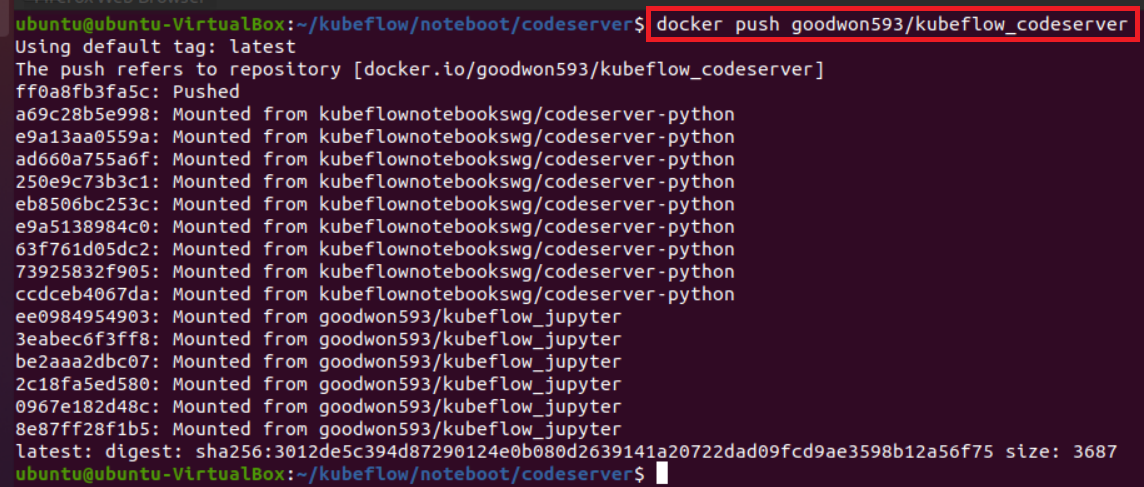 Firefox Web Browser
ubuntu@ubuntu-VirtualBox:~/kubeflow/noteboot/codeserver$ docker push goodwon593/kubeflow_codeserver
Using default tag: latest
The push refers to repository [docker.io/goodwon593/kubeflow_codeserver]
ff0a8fb3fa5c: Pushed
a69c28b5e998: Mounted from kubeflownotebookswg/codeserver-python
e9a13aa0559a: Mounted from kubeflownotebookswg/codeserver-python
ad660a755a6f: Mounted from kubeflownotebookswg/codeserver-python
250e9c73b3c1: Mounted from kubeflownotebookswg/codeserver-python
eb8506bc253c: Mounted from kubeflownotebookswg/codeserver-python
e9a5138984c0: Mounted from kubeflownotebookswg/codeserver-python
63f761d05dc2: Mounted from kubeflownotebookswg/codeserver-python
73925832f905: Mounted from kubeflownotebookswg/codeserver-python
ccdceb4067da: Mounted from kubeflownotebookswg/codeserver-python
ee0984954903: Mounted from goodwon593/kubeflow_jupyter
3eabec6f3ff8: Mounted from goodwon593/kubeflow_jupyter
be2aaa2dbc07: Mounted from goodwon593/kubeflow_jupyter
2c18fa5ed580: Mounted from goodwon593/kubeflow_jupyter
0967e182d48c: Mounted from goodwon593/kubeflow_jupyter
8e87ff28f1b5: Mounted from goodwon593/kubeflow_jupyter
latest: digest: sha256:3012de5c394d87290124e0b080d2639141a20722dad09fcd9ae3598b12a56f75 size: 3687
ubuntu@ubuntu-VirtualBox:~/kubeflow/noteboot/codeserver$